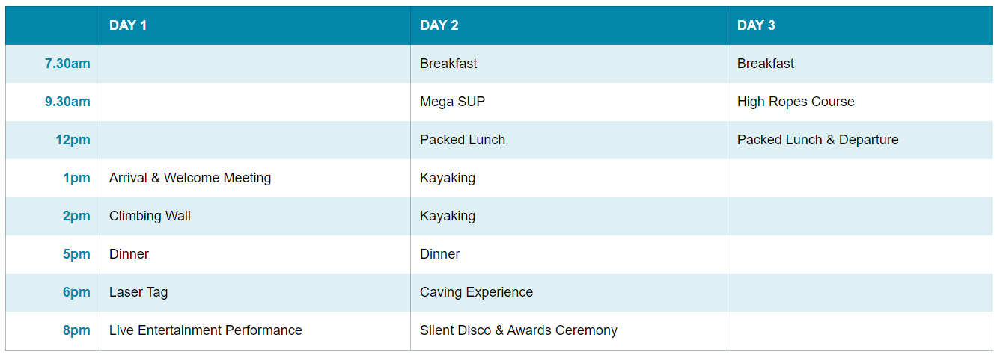 DAY 1 DAY 2 DAY 3
7.30am Breakfast Breakfast
9.30am Mega SUP High Ropes Course
12pm Packed Lunch Packed Lunch & Departure
1pm Arrival & Welcome Meeting Kayaking
2pm Climbing Wall Kayaking
5pm Dinner Dinner
6pm Laser Tag Caving Experience
8pm Live Entertainment Performance Silent Disco & Awards Ceremony